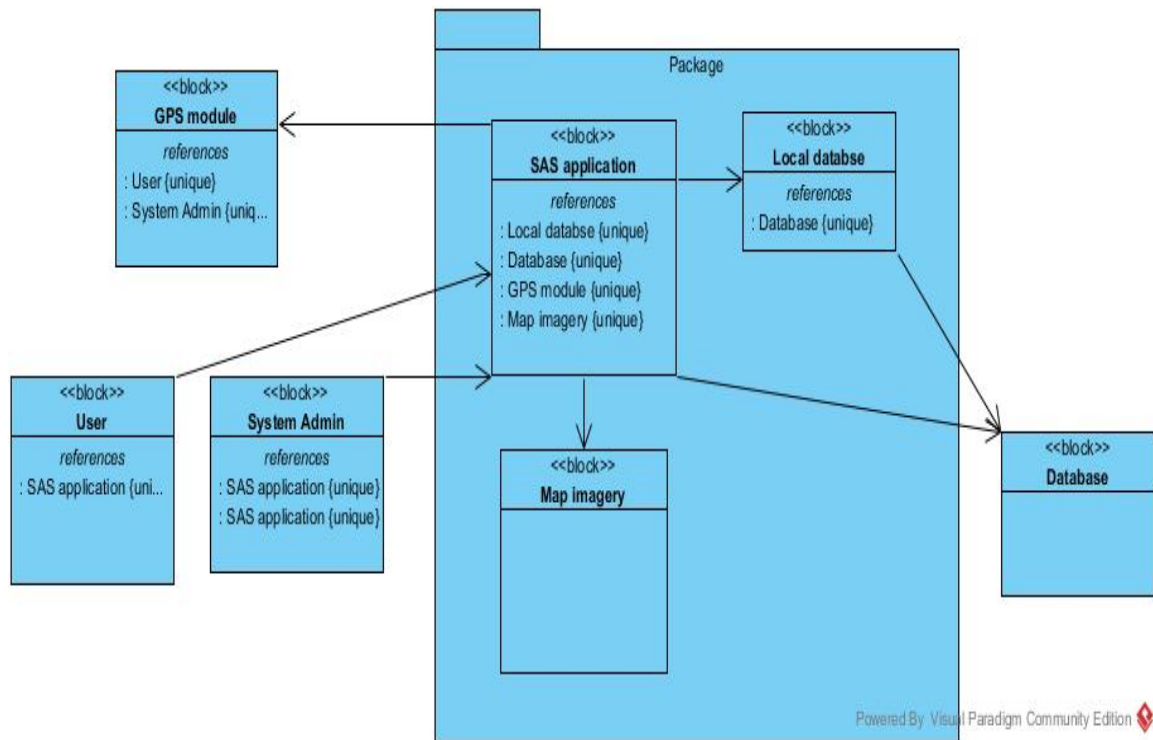 Package
<<block>>
GPS module
references
: User {unique}
: System Admin {uniq...
<<block>>
SAS application
references
: Local databse {unique}
: Database {unique}
: GPS module {unique}
: Map imagery {unique}
<<block>>
Local databse
references
: Database {unique}
<<block>>
User
references
: SAS application {uni...
<<block>>
System Admin
references
: SAS application {unique}
: SAS application {unique}
<<block>>
Map imagery
<<block>>
Database
Powered By Visual Paradigm Community Edition